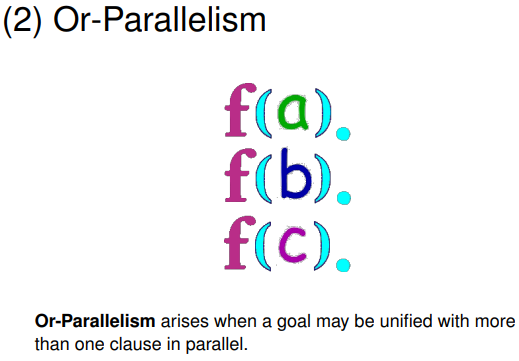 (2) Or-Parallelism
f(a).
f(b).
f(c).
Or-Parallelism arises when a goal may be unified with more
than one clause in parallel.